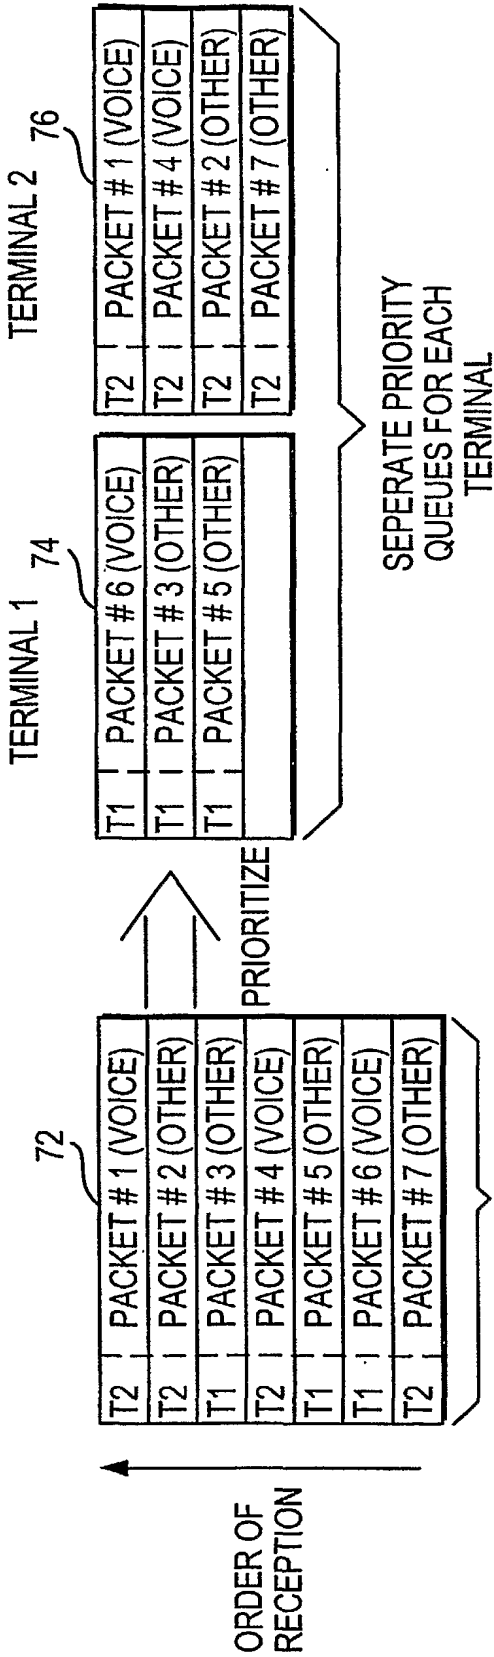 ORDER OF
RECEPTION
72
T2 PACKET # 1 (VOICE)
T2 PACKET # 2 (OTHER)
T1 PACKET # 3 (OTHER)
T2 PACKET # 4 (VOICE)
T1 PACKET # 5 (OTHER)
T1 PACKET # 6 (VOICE)
T2 PACKET # 7 (OTHER)
PRIORITIZE
TERMINAL 1
74
T1 PACKET # 6 (VOICE)
T1 PACKET # 3 (OTHER)
T1 PACKET # 5 (OTHER)
TERMINAL 2
76
T2 PACKET # 1 (VOICE)
T2 PACKET # 4 (VOICE)
T2 PACKET # 2 (OTHER)
T2 PACKET # 7 (OTHER)
SEPERATE PRIORITY
QUEUES FOR EACH
TERMINAL